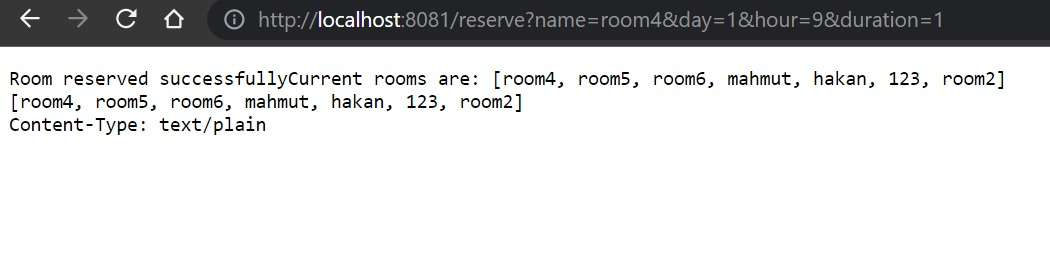 http://localhost:8081/reserve?name=room4&day=1&hour=9&duration=1
Room reserved successfullyCurrent rooms are: [room4, room5, room6, mahmut, hakan, 123, room2]
[room4, room5, room6, mahmut, hakan, 123, room2]
Content-Type: text/plain